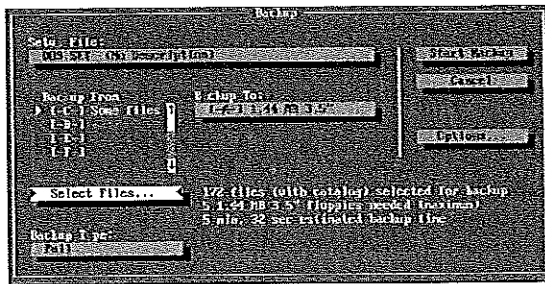 Backup
Setup File:
DOS.SET (No Description)
Start Backup
Cancel
Backup From
Backup To:
[-C-] Some files
[-A-] 1.44 MB 3.5"
[-D-]
[-E-]
[-F-]
Options...
Select Files...
172 files (with catalog) selected for backup
5 1.44 MB 3.5" floppies needed (maximum)
5 min, 32 sec estimated backup time
Backup Type:
Full